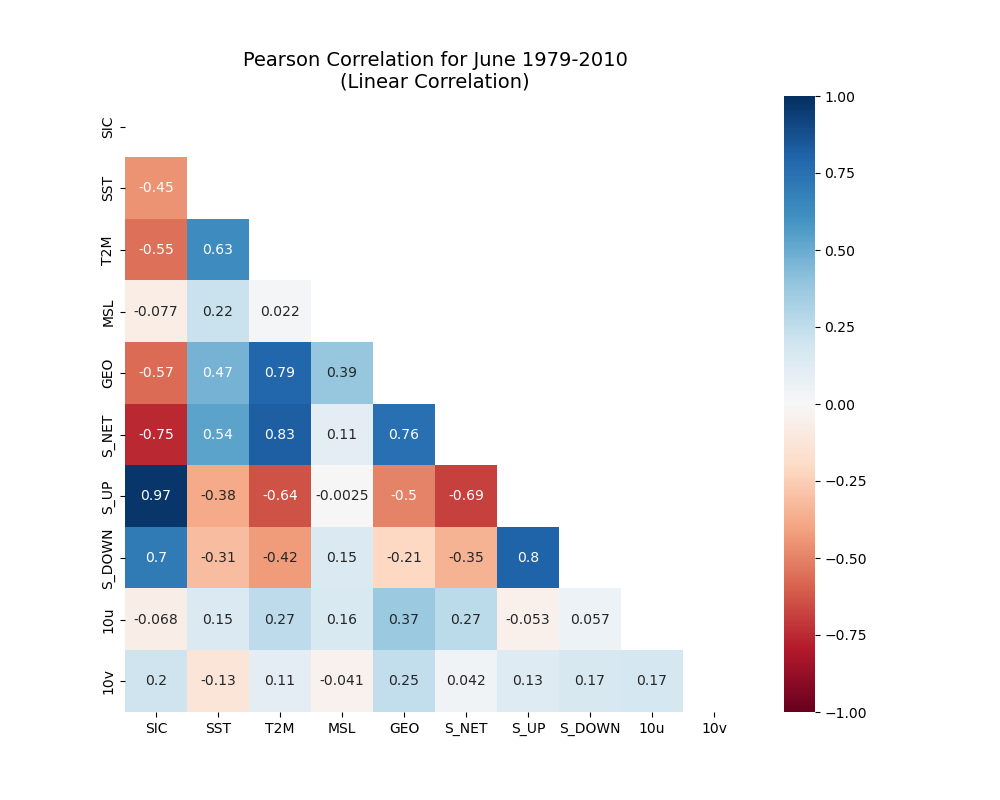 Pearson Correlation for June 1979-2010
(Linear Correlation)
SIC
SST -0.45
T2M -0.55 0.63
MSL -0.077 0.22 0.022
GEO -0.57 0.47 0.79 0.39
S_NET -0.75 0.54 0.83 0.11 0.76
S_UP 0.97 -0.38 -0.64 -0.0025 -0.5 -0.69
S_DOWN 0.7 -0.31 -0.42 0.15 -0.21 -0.35 0.8
10u -0.068 0.15 0.27 0.16 0.37 0.27 -0.053 0.057
10v 0.2 -0.13 0.11 -0.041 0.25 0.042 0.13 0.17 0.17
SIC SST T2M MSL GEO S_NET S_UP S_DOWN 10u 10v
1.00
0.75
0.50
0.25
0.00
−0.25
−0.50
−0.75
−1.00